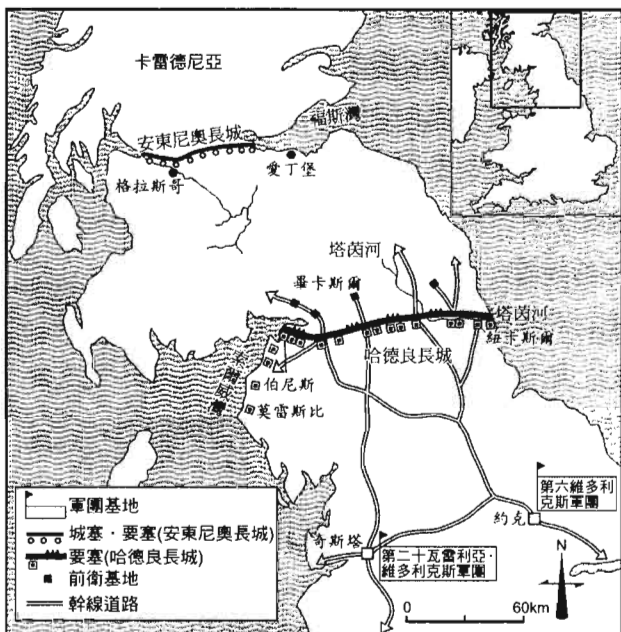 卡雷德尼亞
安東尼奧長城
福斯灣
愛丁堡
格拉斯哥
塔茵河
畢卡斯爾
塔茵河
紐卡斯爾
哈德良長城
伯尼斯
莫雷斯比
第六維多利
克斯軍團
約克
奇斯塔
第二十瓦雷利亞·
維多利克斯軍團
軍團基地
城塞·要塞(安東尼奧長城)
要塞(哈德良長城)
前衛基地
幹線道路
N
0
60km